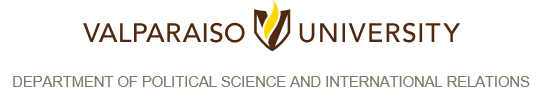 VALPARAISO UNIVERSITY
DEPARTMENT OF POLITICAL SCIENCE AND INTERNATIONAL RELATIONS